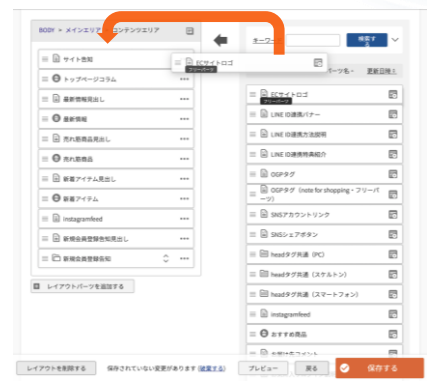 BODY > メインエリア > コンテンツエリア
サイト告知
トップページコラム
最新情報見出し
最新情報
売れ筋商品見出し
売れ筋商品
新着アイテム見出し
新着アイテム
instagramfeed
新規会員登録告知見出し
新規会員登録告知
レイアウトパーツを追加する
キーワード
検索する
ECサイトロゴ
フリーパーツ
パーツ名
更新日時
ECサイトロゴ
フリーパーツ
LINE ID連携バナー
LINE ID連携方法説明
LINE ID連携特典紹介
OGPタグ
OGPタグ（note for shopping・フリーパーツ）
SNSアカウントリンク
SNSシェアボタン
headタグ共通（PC）
headタグ共通（スケルトン）
headタグ共通（スマートフォン）
instagramfeed
おすすめ商品
レイアウトを削除する
保存されていない変更があります (破棄する)
プレビュー
戻る
保存する